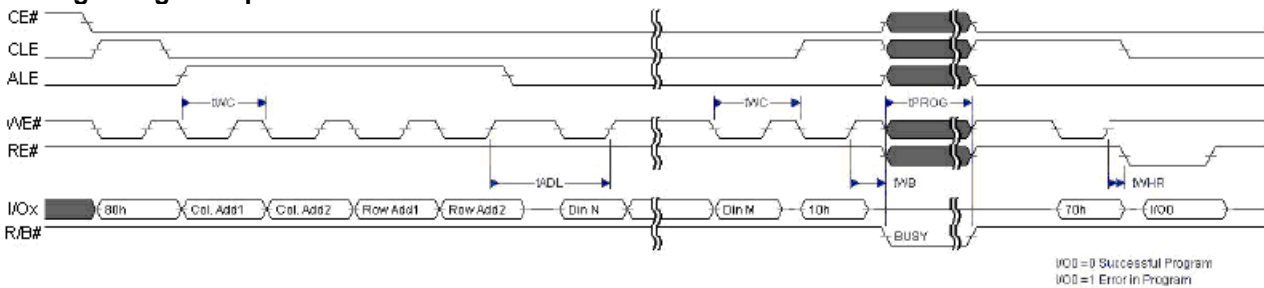 CE#
CLE
ALE
tWC tWC tPROG
WE#
RE#
tADL tWB tWHR
I/Ox 80h Col. Add1 Col. Add2 Row Add1 Row Add2 Din N Din M 10h 70h I/O0
R/B# BUSY
I/O0=0 Successful Program
I/O0=1 Error in Program